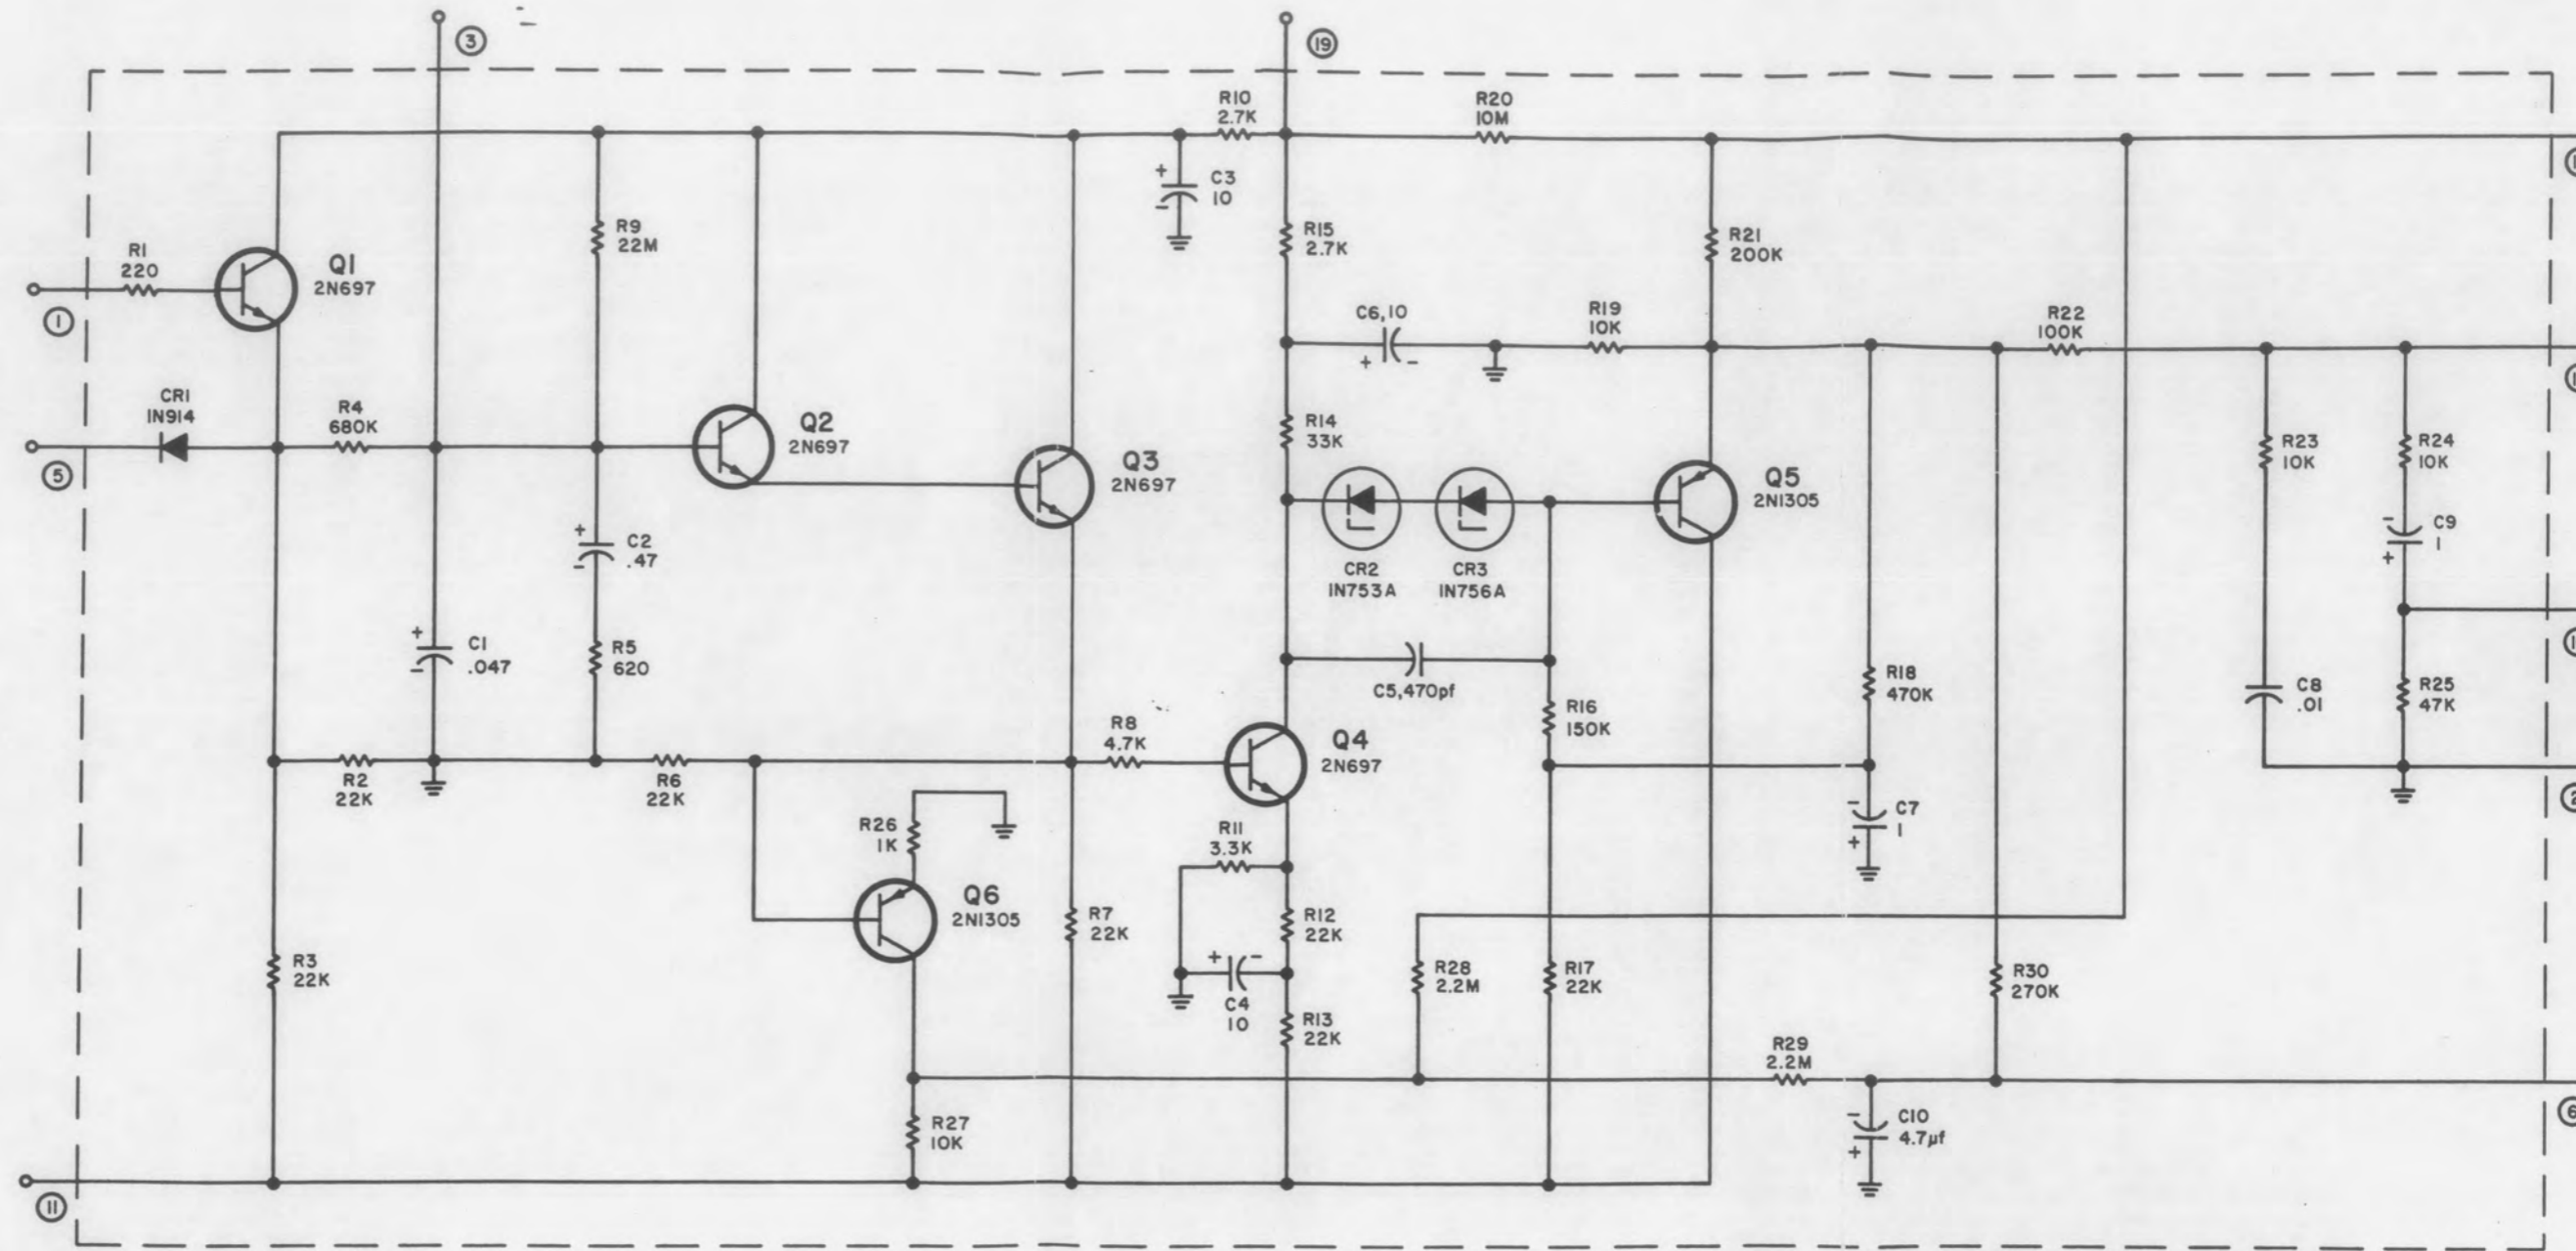 3
19
R10
2.7K
R20
10M
C3
10
R1
220
Q1
2N697
R9
22M
R15
2.7K
R21
200K
1
C6,10
R19
10K
R22
100K
CR1
1N914
R4
680K
Q2
2N697
Q3
2N697
R14
33K
Q5
2N1305
R23
10K
R24
10K
5
C2
.47
CR2
1N753A
CR3
1N756A
C9
1
C1
.047
R5
620
C5,470pf
R16
150K
R18
470K
C8
.01
R25
47K
R2
22K
R6
22K
R8
4.7K
Q4
2N697
R26
1K
R11
3.3K
C7
1
Q6
2N1305
R7
22K
R12
22K
R3
22K
C4
10
R13
22K
R28
2.2M
R17
22K
R30
270K
R29
2.2M
R27
10K
C10
4.7µf
6
11